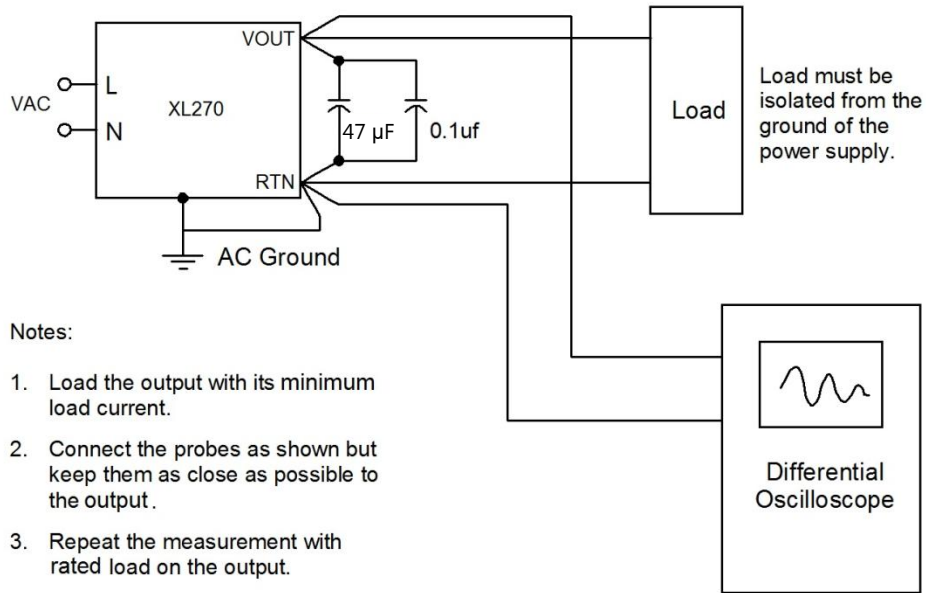 VOUT
L
VAC
XL270
N
47 µF
0.1uf
RTN
AC Ground
Load
Load must be
isolated from the
ground of the
power supply.
Notes:
1. Load the output with its minimum
load current.
2. Connect the probes as shown but
keep them as close as possible to
the output.
3. Repeat the measurement with
rated load on the output.
Differential
Oscilloscope